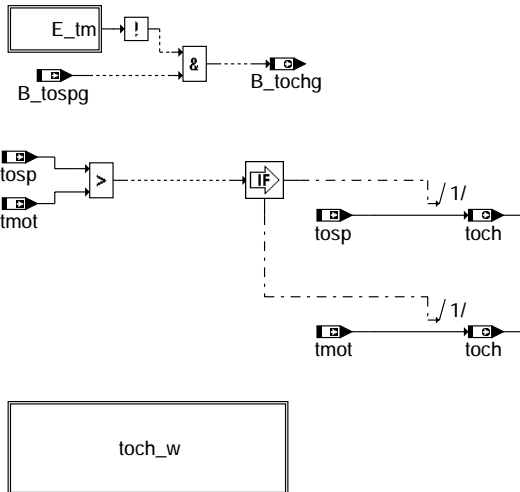 E_tm
!
&
B_tospg
B_tochg
tosp
>
IF
tmot
1/
tosp
toch
1/
tmot
toch
toch_w